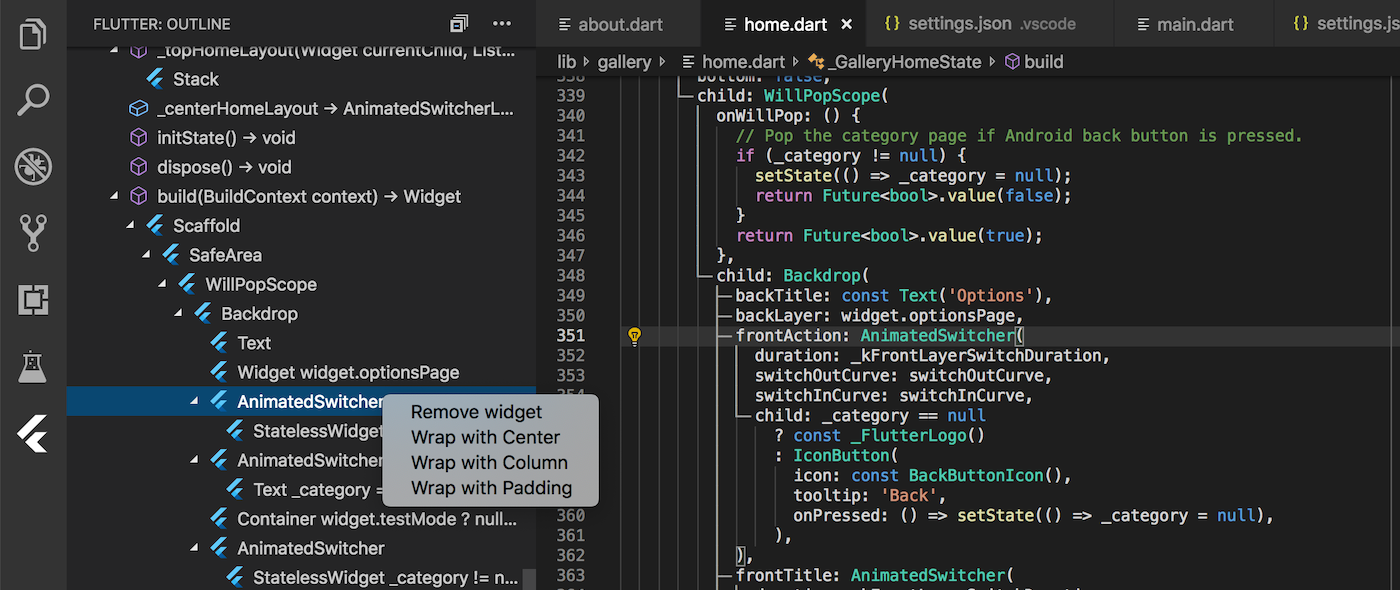 FLUTTER: OUTLINE
_topHomeLayout(Widget currentChild, List...
Stack
_centerHomeLayout → AnimatedSwitcherL...
initState() → void
dispose() → void
build(BuildContext context) → Widget
Scaffold
SafeArea
WillPopScope
Backdrop
Text
Widget widget.optionsPage
AnimatedSwitcher
StatelessWidget
AnimatedSwitcher
Text _category =
Container widget.testMode ? null...
AnimatedSwitcher
StatelessWidget _category != n...
Remove widget
Wrap with Center
Wrap with Column
Wrap with Padding
about.dart
home.dart ×
{} settings.json .vscode
main.dart
{} settings.js
lib gallery home.dart _GalleryHomeState build
338 bottom: false,
339 child: WillPopScope(
340 onWillPop: () {
341 // Pop the category page if Android back button is pressed.
342 if (_category != null) {
343 setState(() => _category = null);
344 return Future<bool>.value(false);
345 }
346 return Future<bool>.value(true);
347 },
348 child: Backdrop(
349 backTitle: const Text('Options'),
350 backLayer: widget.optionsPage,
351 frontAction: AnimatedSwitcher(
352 duration: _kFrontLayerSwitchDuration,
353 switchOutCurve: switchOutCurve,
354 switchInCurve: switchInCurve,
child: _category == null
? const _FlutterLogo()
: IconButton(
icon: const BackButtonIcon(),
tooltip: 'Back',
360 onPressed: () => setState(() => _category = null),
361 ),
362 ),
363 frontTitle: AnimatedSwitcher(